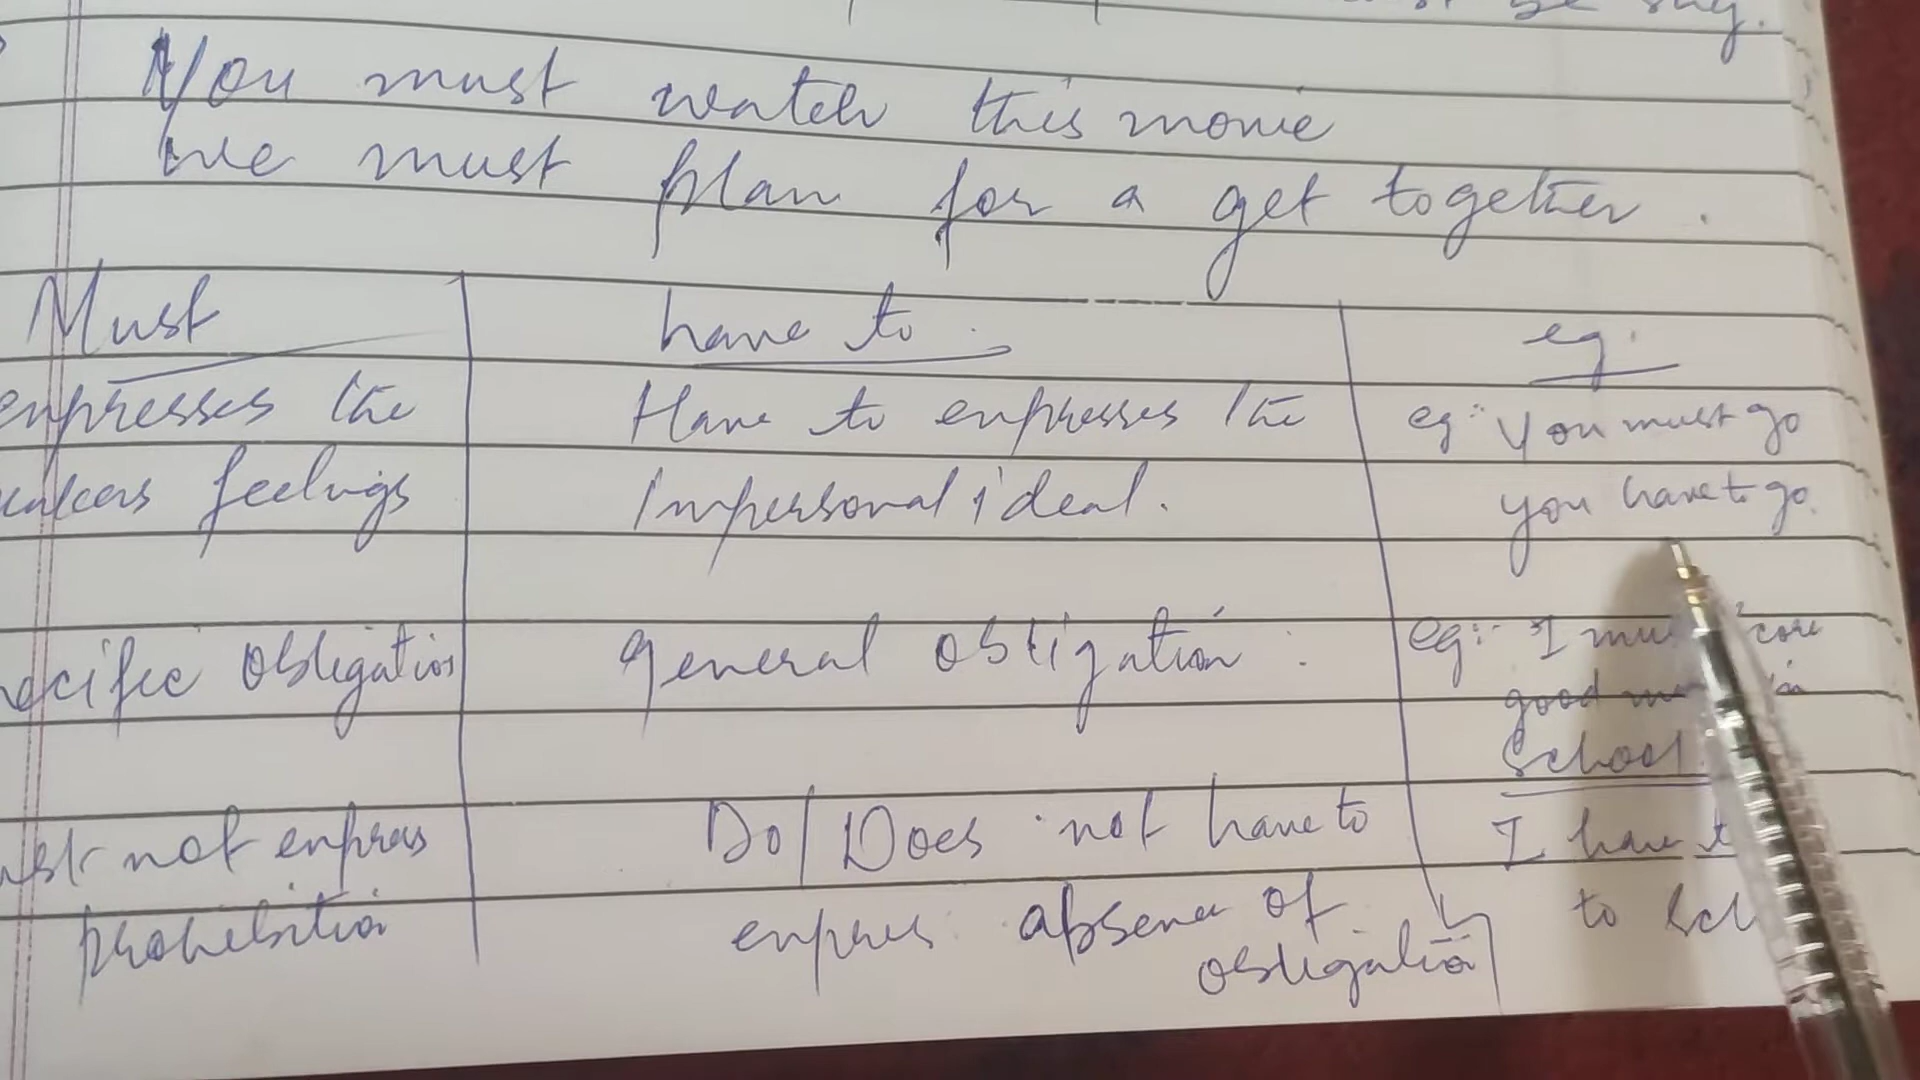 You must watch this movie
We must plan for a get together.
Must have to. eg.
expresses the Have to expresses the eg: You must go
feelings Impersonal ideal. you have to go.
Obligation general obligation: eg:- I
good
School
not express Do/Does not have to I have
prohibition express absence of to
obligation